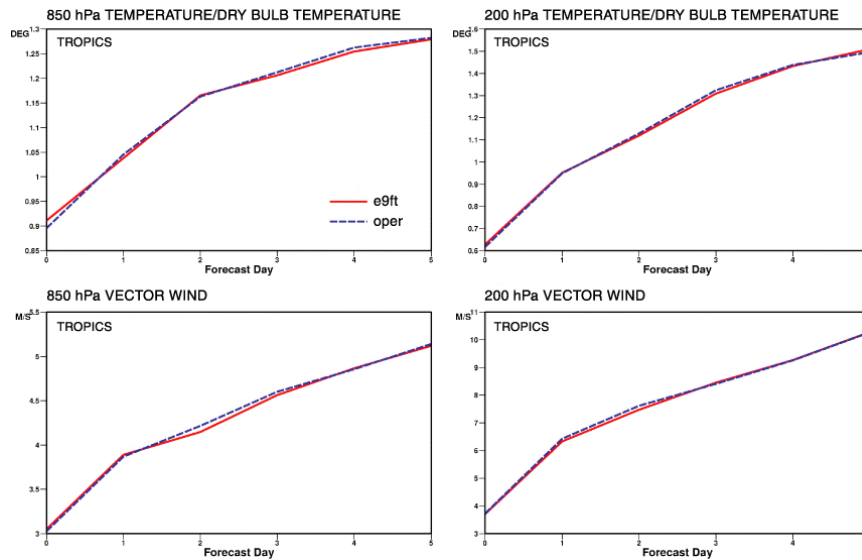 850 hPa TEMPERATURE/DRY BULB TEMPERATURE
DEG
TROPICS
1.3
1.25
1.2
1.15
1.1
1.05
1
0.95
0.9
0.85
e9ft
oper
0 1 2 3 4 5
Forecast Day
200 hPa TEMPERATURE/DRY BULB TEMPERATURE
DEG
TROPICS
1.6
1.5
1.4
1.3
1.2
1.1
1
0.9
0.8
0.7
0.6
0 1 2 3 4
Forecast Day
850 hPa VECTOR WIND
M/S
TROPICS
5.5
5
4.5
4
3.5
3
0 1 2 3 4 5
Forecast Day
200 hPa VECTOR WIND
M/S
TROPICS
11
10
9
8
7
6
5
4
3
0 1 2 3 4
Forecast Day